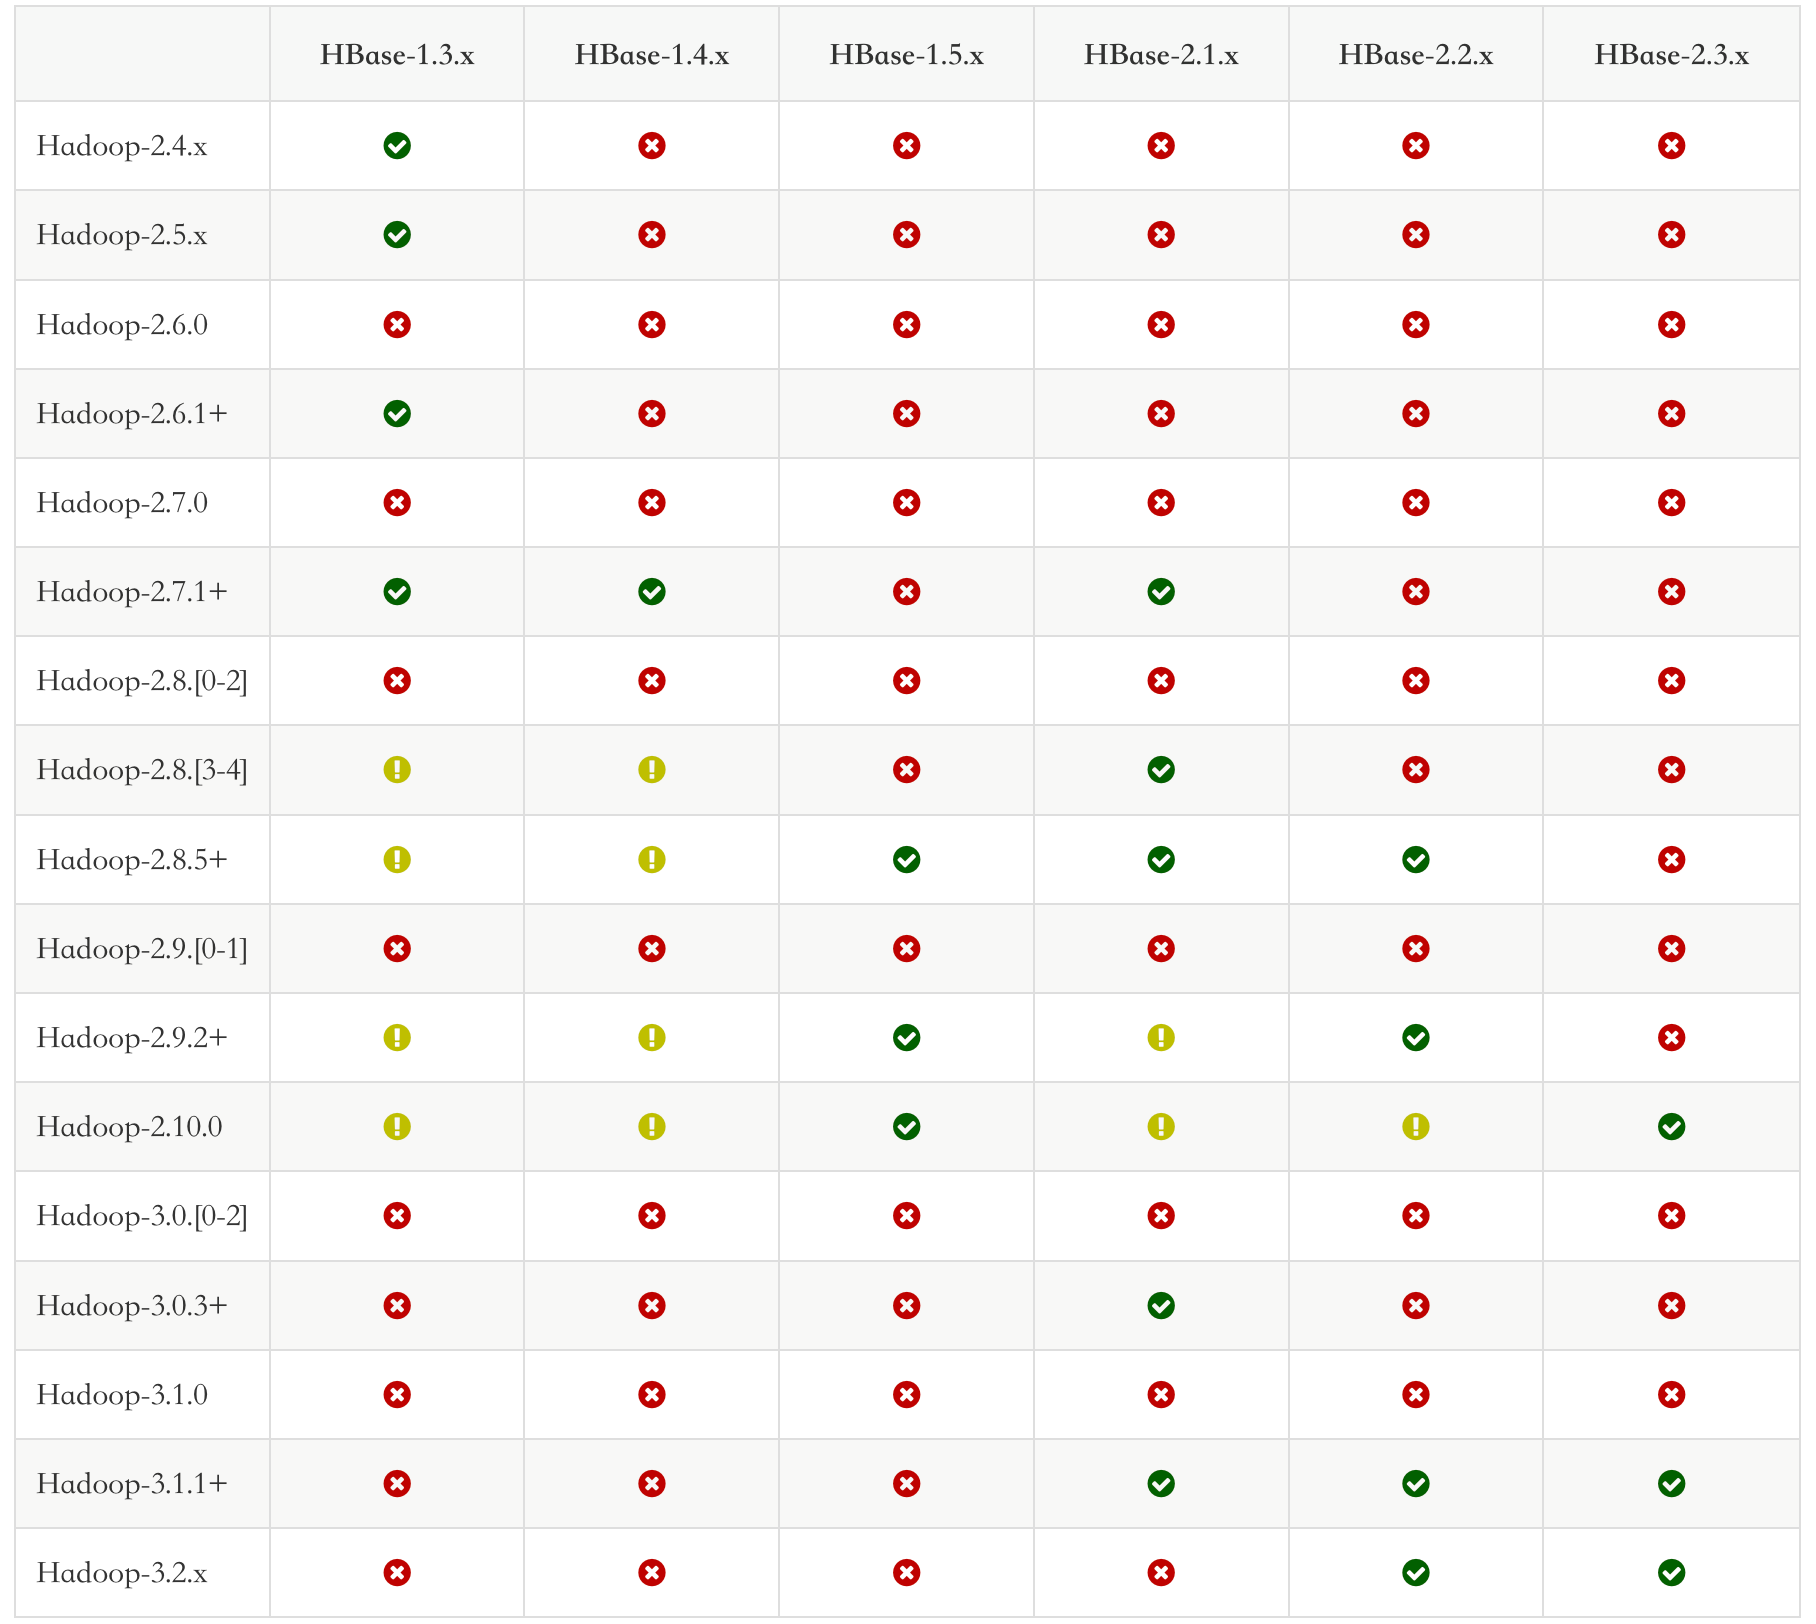 HBase-1.3.x HBase-1.4.x HBase-1.5.x HBase-2.1.x HBase-2.2.x HBase-2.3.x
Hadoop-2.4.x
Hadoop-2.5.x
Hadoop-2.6.0
Hadoop-2.6.1+
Hadoop-2.7.0
Hadoop-2.7.1+
Hadoop-2.8.[0-2]
Hadoop-2.8.[3-4]
Hadoop-2.8.5+
Hadoop-2.9.[0-1]
Hadoop-2.9.2+
Hadoop-2.10.0
Hadoop-3.0.[0-2]
Hadoop-3.0.3+
Hadoop-3.1.0
Hadoop-3.1.1+
Hadoop-3.2.x